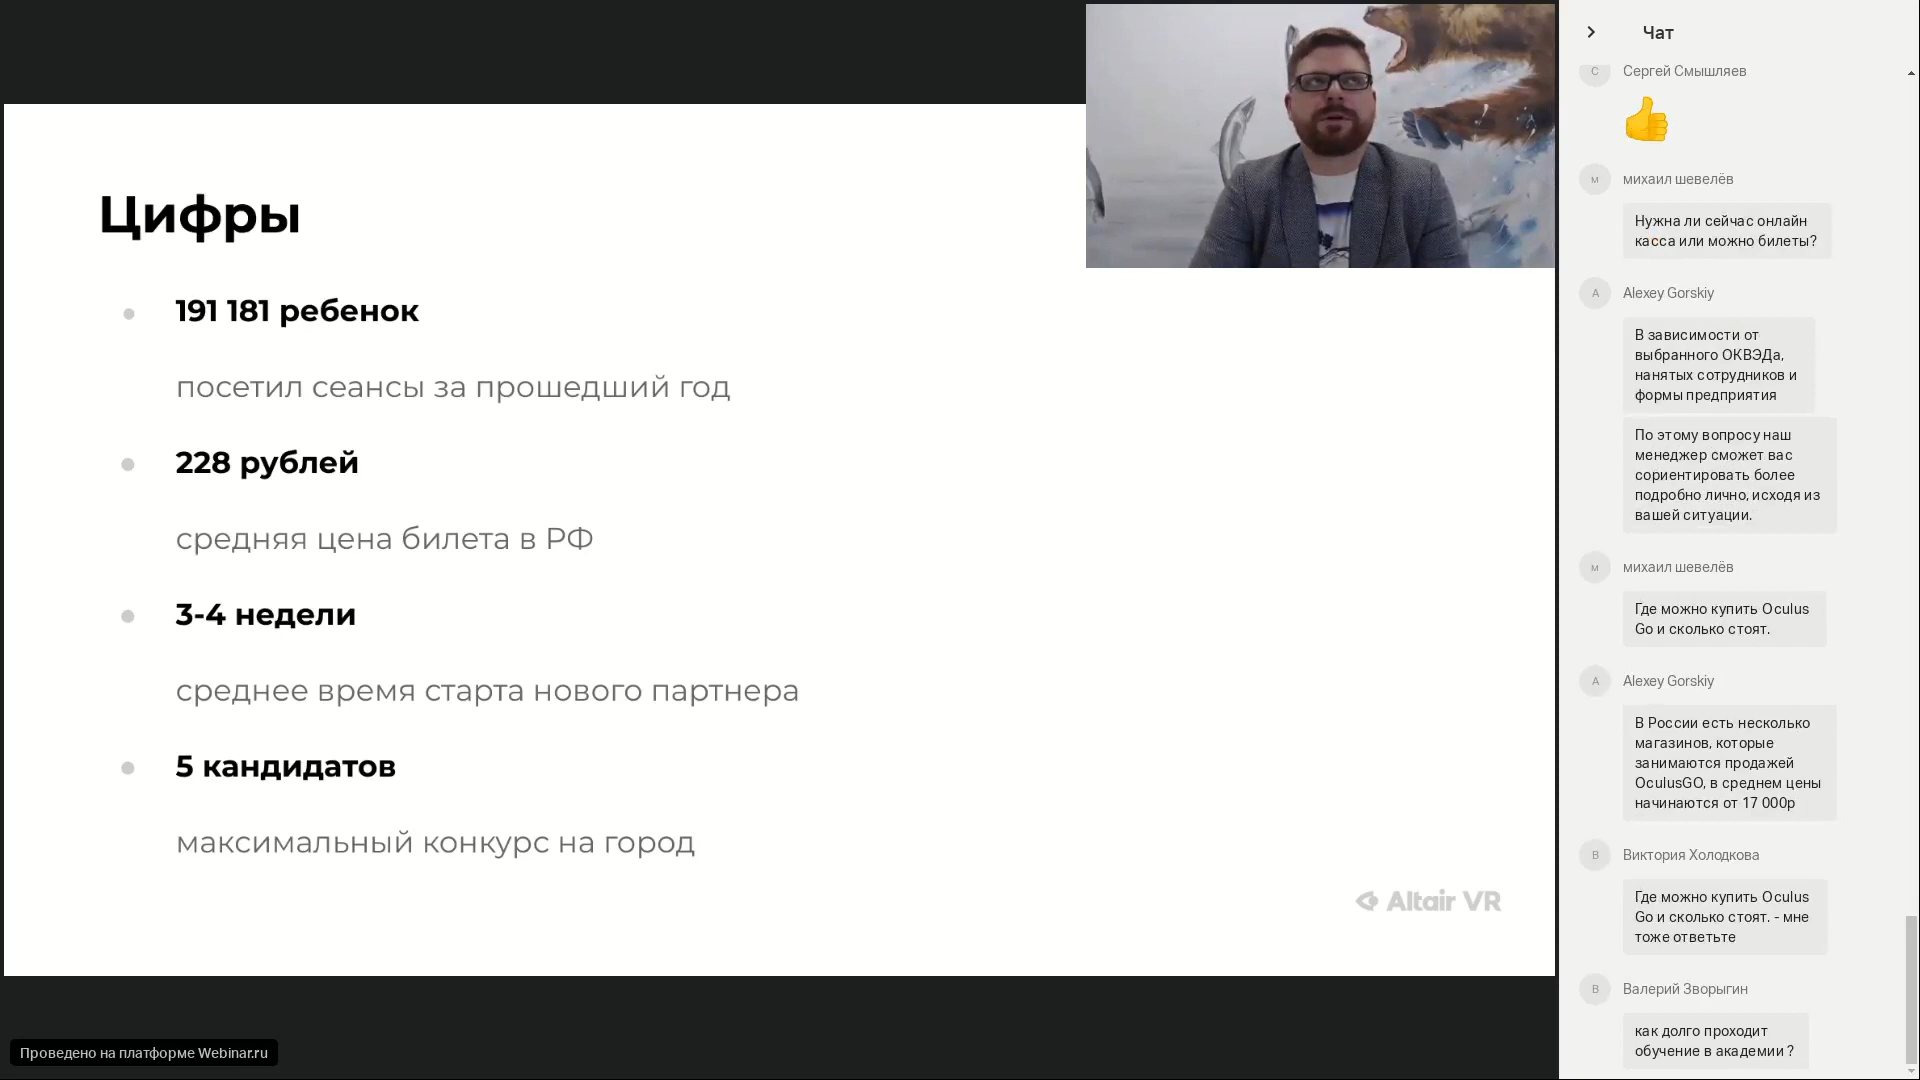 Цифры
191 181 ребенок
посетил сеансы за прошедший год
228 рублей
средняя цена билета в РФ
3-4 недели
среднее время старта нового партнера
5 кандидатов
максимальный конкурс на город
Altair VR
Проведено на платформе Webinar.ru
Чат
С
Сергей Смышляев
м
михаил шевелёв
Нужна ли сейчас онлайн
касса или можно билеты?
A
Alexey Gorskiy
В зависимости от
выбранного ОКВЭДа,
нанятых сотрудников и
формы предприятия
По этому вопросу наш
менеджер сможет вас
сориентировать более
подробно лично, исходя из
вашей ситуации.
м
михаил шевелёв
Где можно купить Oculus
Go и сколько стоят.
A
Alexey Gorskiy
В России есть несколько
магазинов, которые
занимаются продажей
OculusGO, в среднем цены
начинаются от 17 000р
В
Виктория Холодкова
Где можно купить Oculus
Go и сколько стоят. - мне
тоже ответьте
В
Валерий Зворыгин
как долго проходит
обучение в академии ?